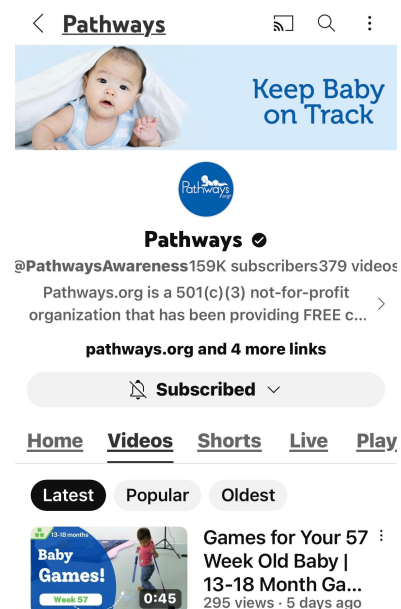 Pathways
Keep Baby
on Track
Pathways
.org
Pathways
@PathwaysAwareness159K subscribers379 videos
Pathways.org is a 501(c)(3) not-for-profit
organization that has been providing FREE c...
pathways.org and 4 more links
Subscribed
Home Videos Shorts Live Play
Latest Popular Oldest
13-18 months
Baby
Games!
Week 57
0:45
Games for Your 57
Week Old Baby |
13-18 Month Ga...
295 views · 5 days ago